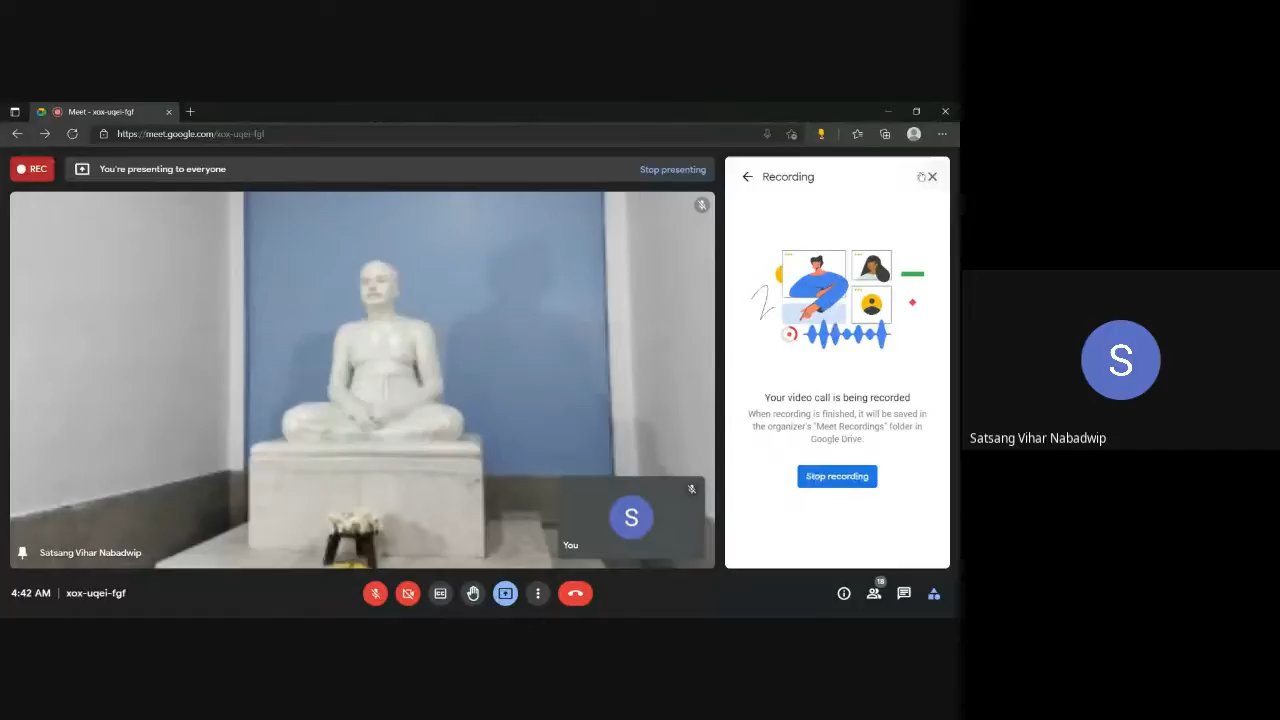 Meet - xox-uqei-fgf
https://meet.google.com/xox-uqei-fgf
REC
You're presenting to everyone
Stop presenting
Recording
Your video call is being recorded
When recording is finished, it will be saved in
the organizer's "Meet Recordings" folder in
Google Drive.
Stop recording
S
You
Satsang Vihar Nabadwip
4:42 AM | xox-uqei-fgf
18
S
Satsang Vihar Nabadwip